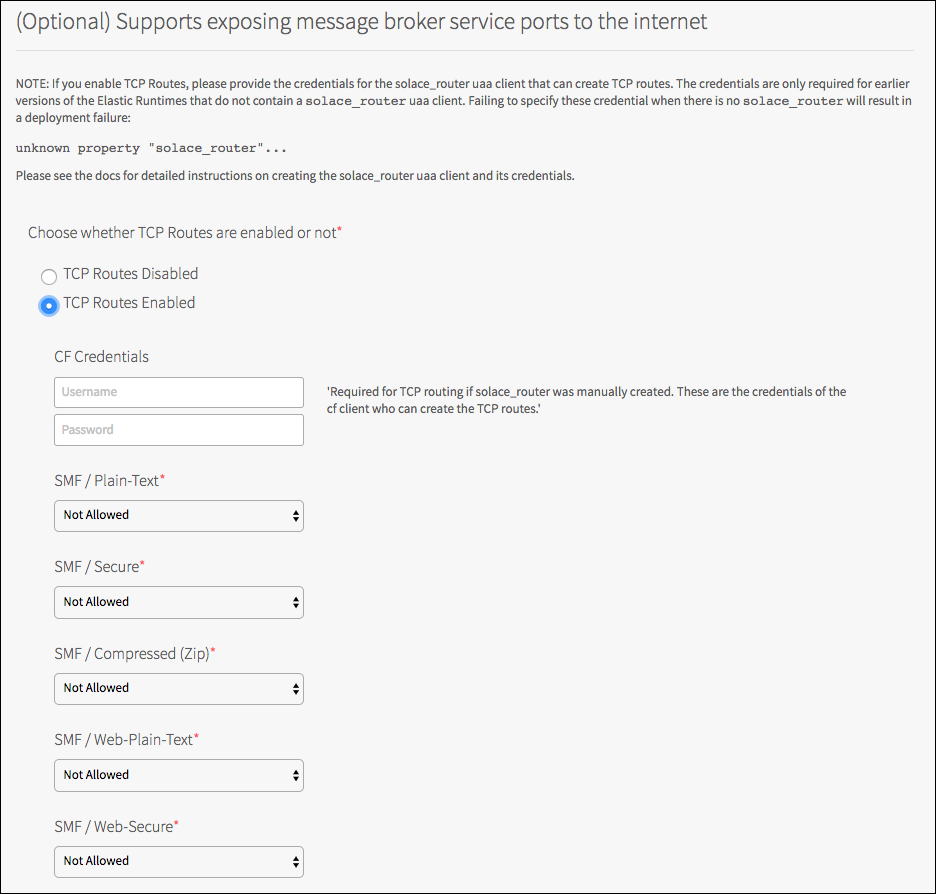 (Optional) Supports exposing message broker service ports to the internet
NOTE: If you enable TCP Routes, please provide the credentials for the solace_router uaa client that can create TCP routes. The credentials are only required for earlier
versions of the Elastic Runtimes that do not contain a solace_router uaa client. Failing to specify these credential when there is no solace_router will result in
a deployment failure:
unknown property "solace_router"...
Please see the docs for detailed instructions on creating the solace_router uaa client and its credentials.
Choose whether TCP Routes are enabled or not*
TCP Routes Disabled
TCP Routes Enabled
CF Credentials
Username
'Required for TCP routing if solace_router was manually created. These are the credentials of the
cf client who can create the TCP routes.'
Password
SMF / Plain-Text*
Not Allowed
SMF / Secure*
Not Allowed
SMF / Compressed (Zip)*
Not Allowed
SMF / Web-Plain-Text*
Not Allowed
SMF / Web-Secure*
Not Allowed